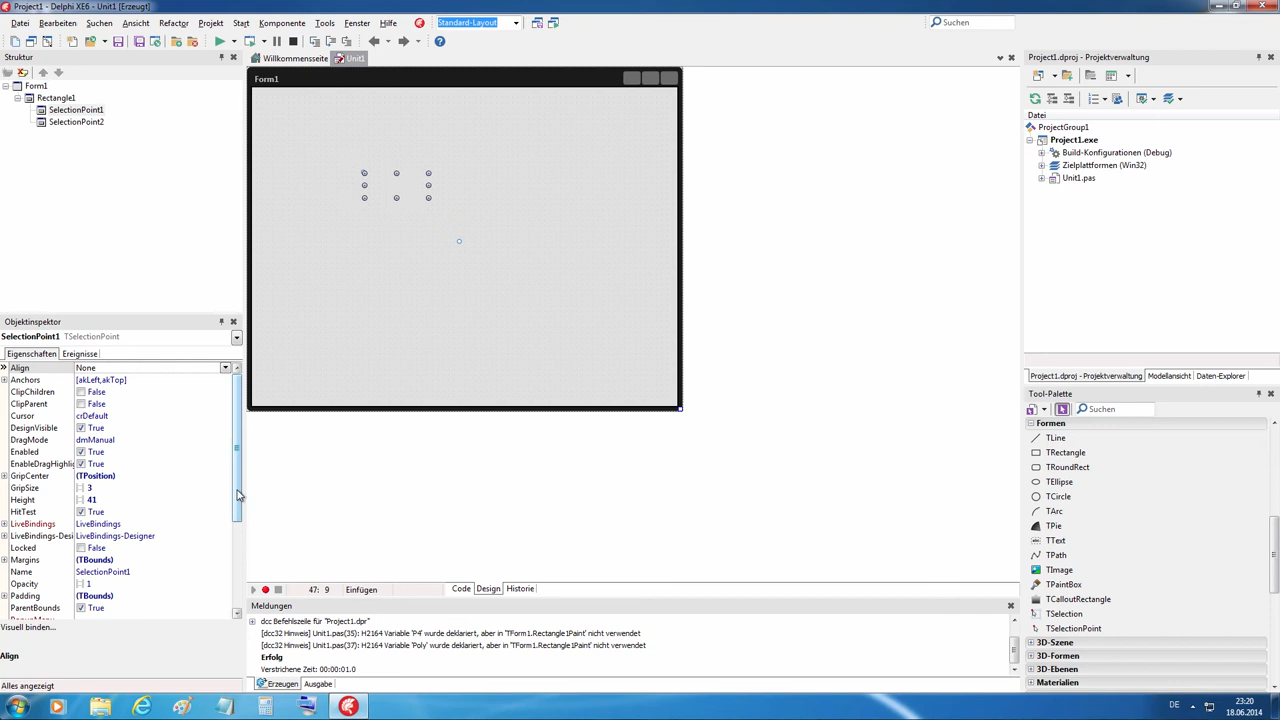 Project1 - Delphi XE6 - Unit1 [Erzeugt]
Datei Bearbeiten Suchen Ansicht Refactor Projekt Start Komponente Tools Fenster Hilfe Standard-Layout Suchen
Struktur
Form1
Rectangle1
SelectionPoint1
SelectionPoint2
Willkommensseite Unit1
Form1
Objektinspektor
SelectionPoint1 TSelectionPoint
Eigenschaften Ereignisse
Align None
Anchors [akLeft,akTop]
ClipChildren False
ClipParent False
Cursor crDefault
DesignVisible True
DragMode dmManual
Enabled True
EnableDragHighli True
GripCenter (TPosition)
GripSize 3
Height 41
HitTest True
LiveBindings LiveBindings
LiveBindings-Desi LiveBindings-Designer
Locked False
Margins (TBounds)
Name SelectionPoint1
Opacity 1
Padding (TBounds)
ParentBounds True
Visuell binden...
Align
Alles angezeigt
47: 9 Einfügen Code Design Historie
Meldungen
dcc Befehlszeile für "Project1.dpr"
[dcc32 Hinweis] Unit1.pas(35): H2164 Variable 'P4' wurde deklariert, aber in 'TForm1.Rectangle1Paint' nicht verwendet
[dcc32 Hinweis] Unit1.pas(37): H2164 Variable 'Poly' wurde deklariert, aber in 'TForm1.Rectangle1Paint' nicht verwendet
Erfolg
Verstrichene Zeit: 00:00:01.0
Erzeugen Ausgabe
Project1.dproj - Projektverwaltung
Datei
ProjectGroup1
Project1.exe
Build-Konfigurationen (Debug)
Zielplattformen (Win32)
Unit1.pas
Project1.dproj - Projektverwaltung Modellansicht Daten-Explorer
Tool-Palette
Suchen
Formen
TLine
TRectangle
TRoundRect
TEllipse
TCircle
TArc
TPie
TText
TPath
TImage
TPaintBox
TCalloutRectangle
TSelection
TSelectionPoint
3D-Szene
3D-Formen
3D-Ebenen
Materialien
DE 23:20
18.06.2014